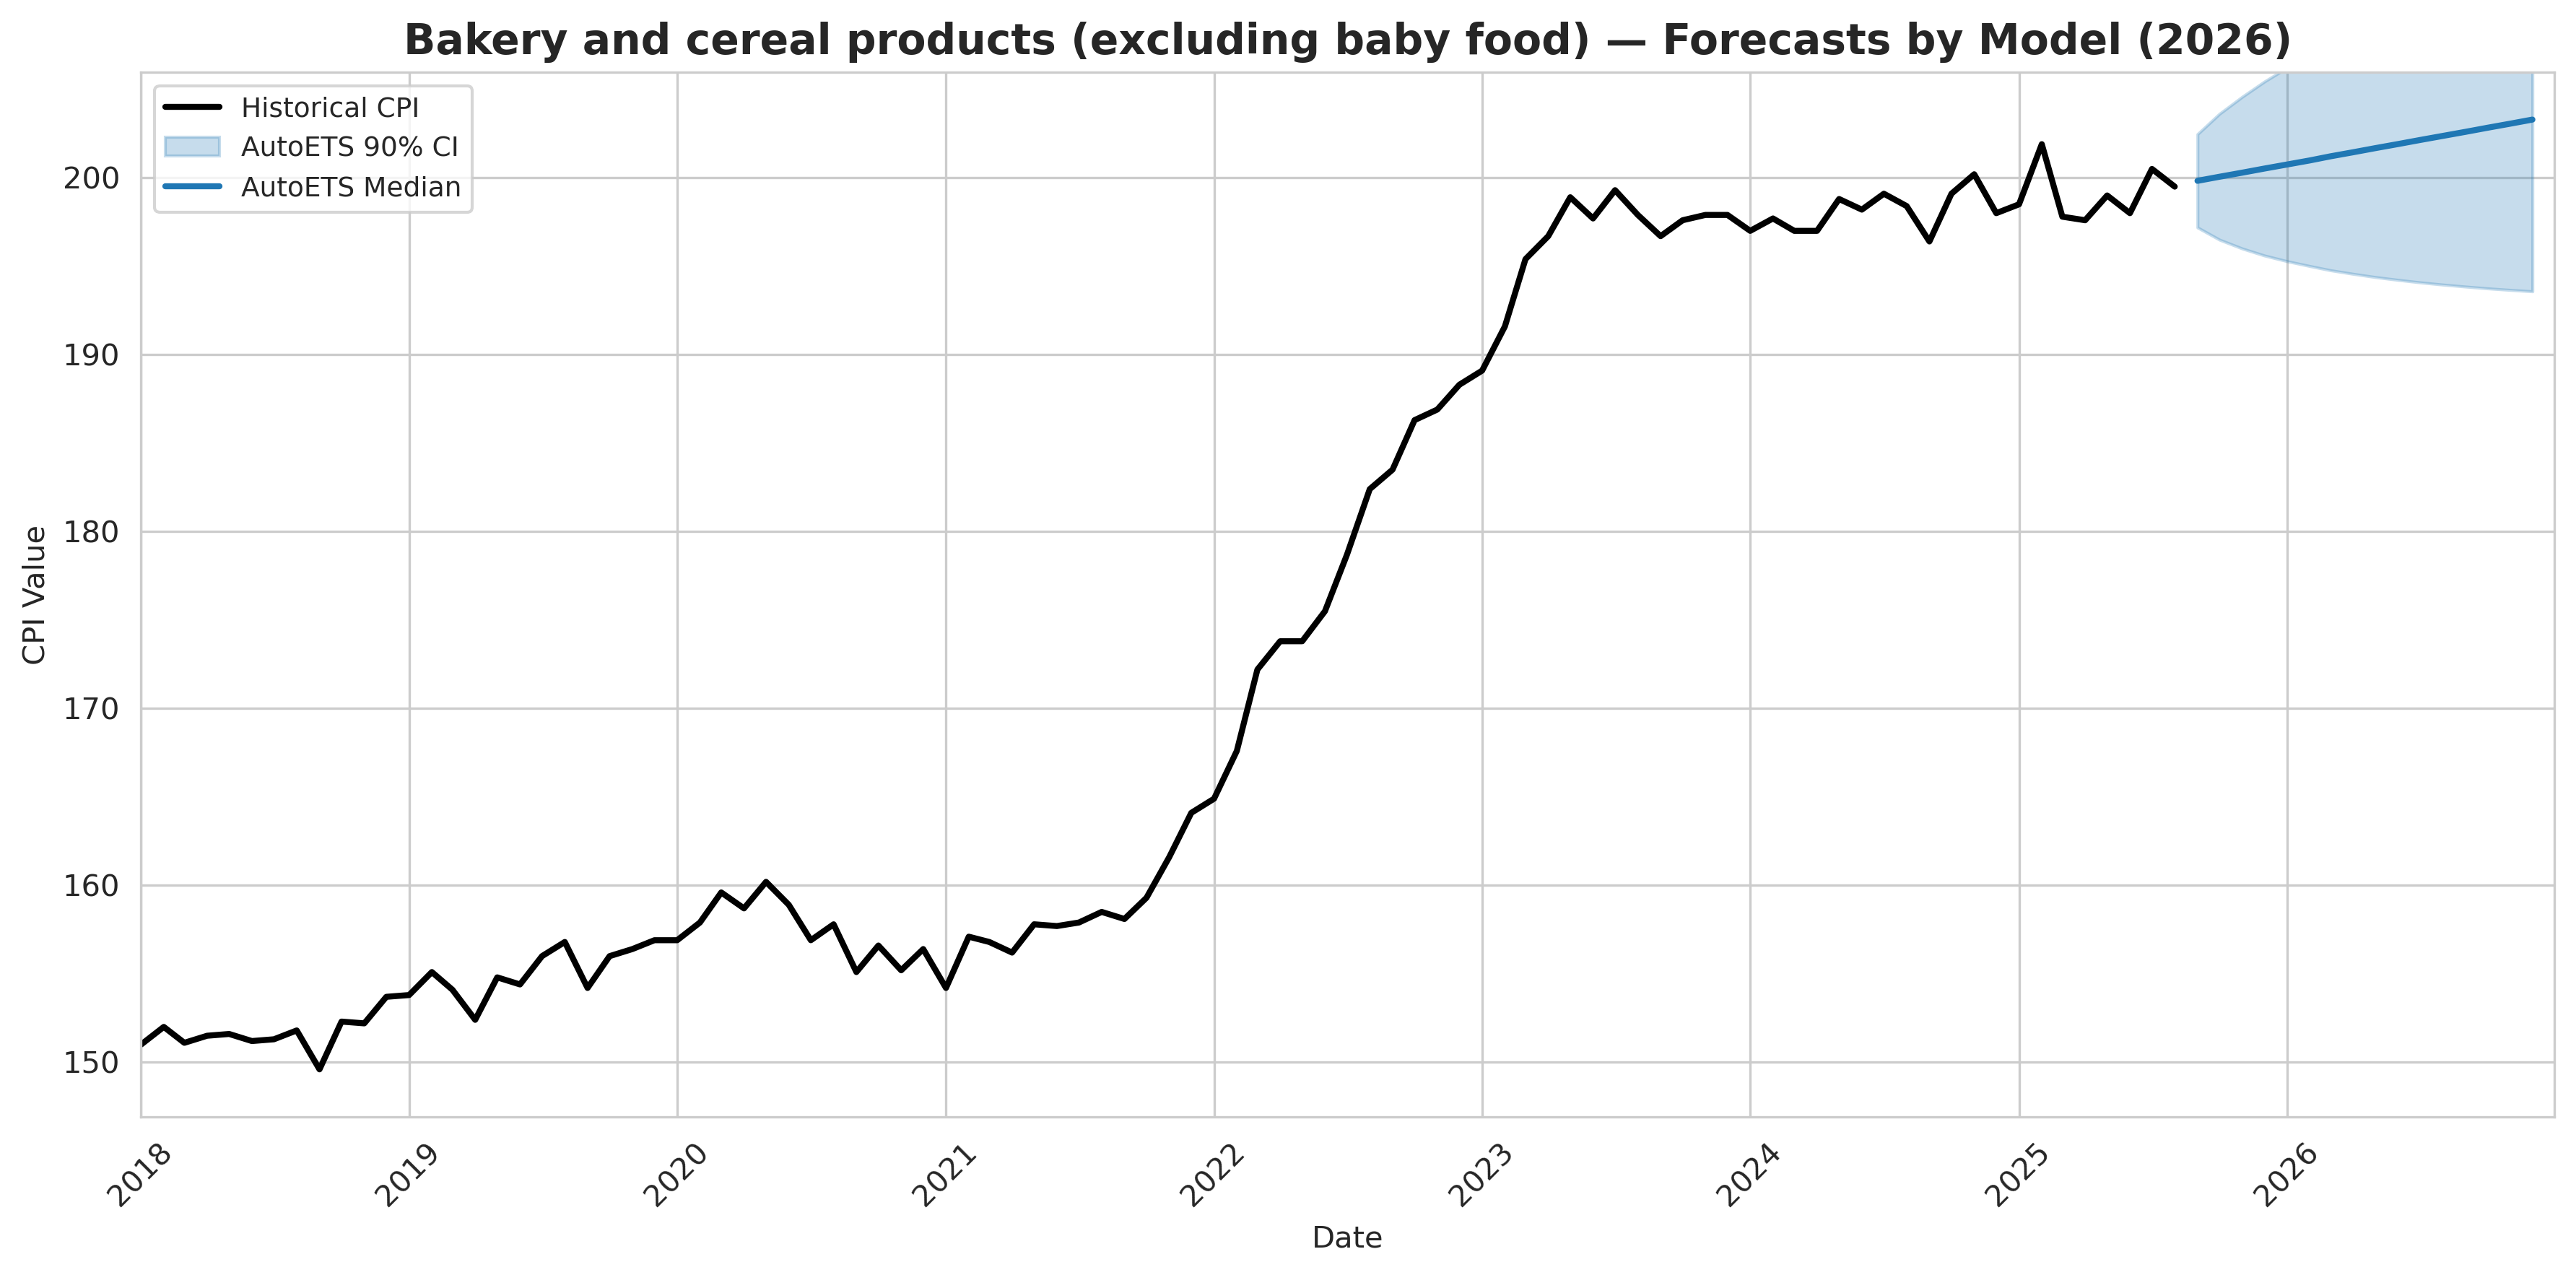 Bakery and cereal products (excluding baby food) — Forecasts by Model (2026)
Historical CPI
AutoETS 90% CI
AutoETS Median
CPI Value
200
190
180
170
160
150
2018
2019
2020
2021
2022
2023
2024
2025
2026
Date